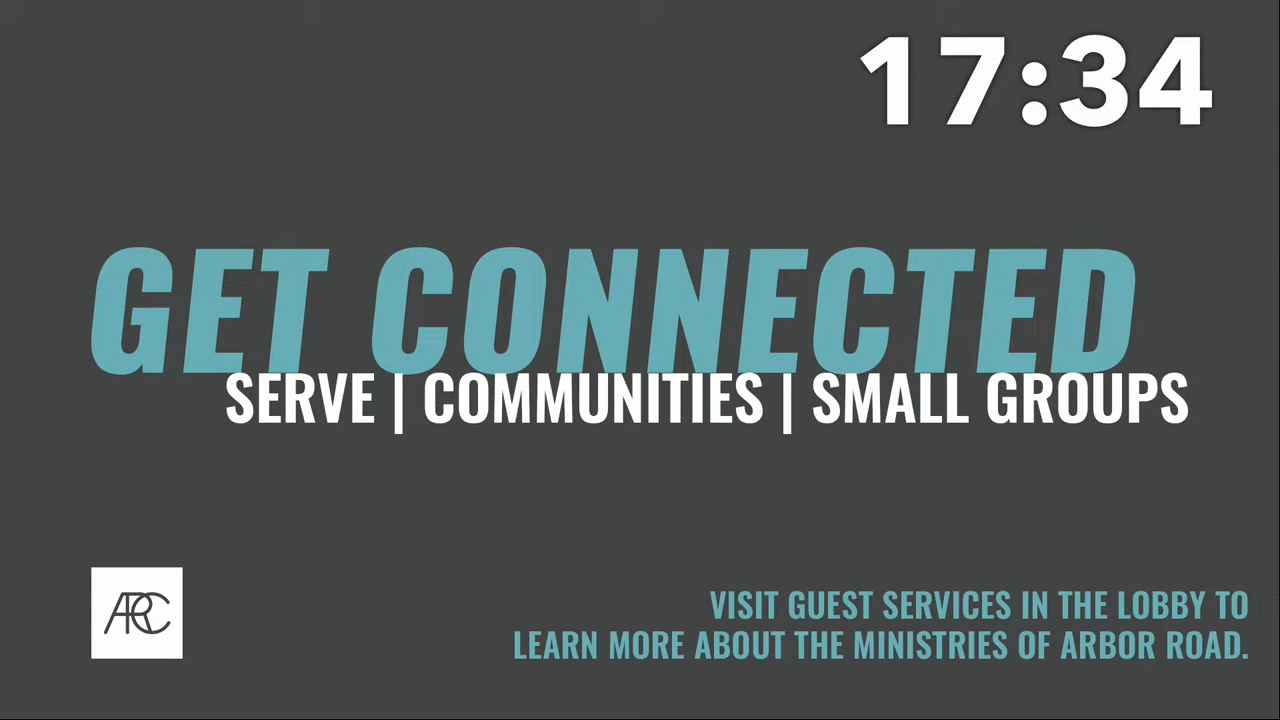 17:34
GET CONNECTED
SERVE | COMMUNITIES | SMALL GROUPS
ARC
VISIT GUEST SERVICES IN THE LOBBY TO
LEARN MORE ABOUT THE MINISTRIES OF ARBOR ROAD.